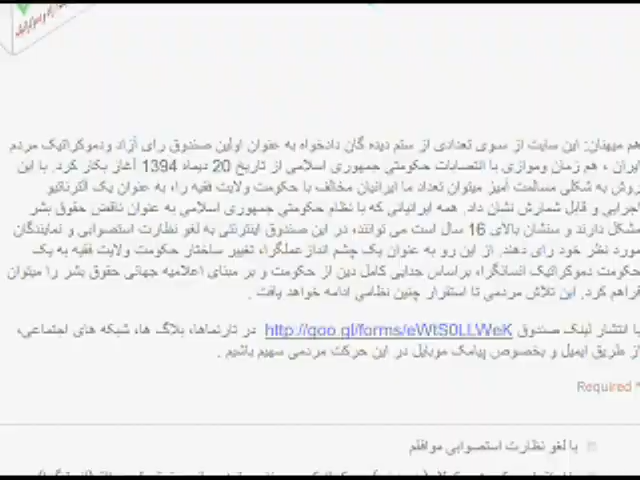 هم میهنان: این سایت از سوی تعدادی از ستم دیده گان دادخواه به عنوان اولین صندوق رای آزاد ودموکراتیک مردم
ایران ، هم زمان وموازی با انتصابات حکومتی جمهوری اسلامی از تاریخ 20 دیماه 1394 آغاز بکار کرد. با این
روش به شکلی مسالمت آمیز میتوان تعداد ما ایرانیان مخالف با حکومت ولایت فقیه را، به عنوان یک آلترناتیو
اجرایی و قابل شمارش نشان داد. همه ایرانیانی که با نظام حکومتی جمهوری اسلامی به عنوان ناقض حقوق بشر
مشکل دارند و سنشان بالای 16 سال است می توانند، در این صندوق اینترنتی به لغو نظارت استصوابی و نمایندگان
مورد نظر خود رای دهند. از این رو به عنوان یک چشم اندازعملگرا، تغییر ساختار حکومت ولایت فقیه به یک
حکومت دموکراتیک انسانگرا، براساس جدایی کامل دین از حکومت و بر مبنای اعلامیه جهانی حقوق بشر را میتوان
فراهم کرد. این تلاش مردمی تا استقرار چنین نظامی ادامه خواهد یافت .
با انتشار لینک صندوق http://goo.gl/forms/eWtS0LLWeK در تارنماها، بلاگ ها، شبکه های اجتماعی،
از طریق ایمیل و بخصوص پیامک موبایل در این حرکت مردمی سهیم باشیم .
Required *
با لغو نظارت استصوابی موافقم